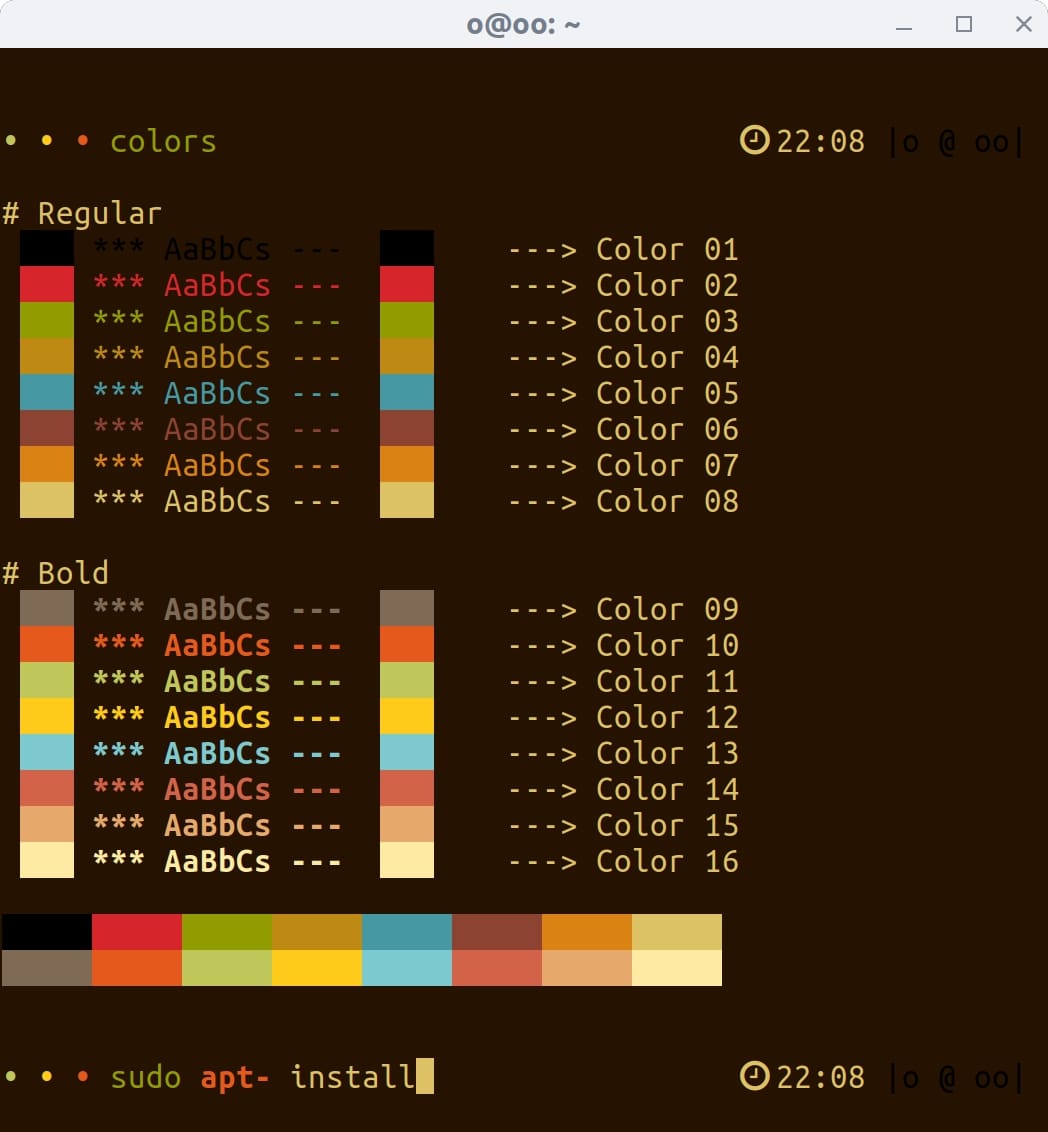 o@oo: ~
• • • colors 22:08 |o @ oo|
# Regular
*** AaBbCs --- ---> Color 01
*** AaBbCs --- ---> Color 02
*** AaBbCs --- ---> Color 03
*** AaBbCs --- ---> Color 04
*** AaBbCs --- ---> Color 05
*** AaBbCs --- ---> Color 06
*** AaBbCs --- ---> Color 07
*** AaBbCs --- ---> Color 08
# Bold
*** AaBbCs --- ---> Color 09
*** AaBbCs --- ---> Color 10
*** AaBbCs --- ---> Color 11
*** AaBbCs --- ---> Color 12
*** AaBbCs --- ---> Color 13
*** AaBbCs --- ---> Color 14
*** AaBbCs --- ---> Color 15
*** AaBbCs --- ---> Color 16
• • • sudo apt- install 22:08 |o @ oo|